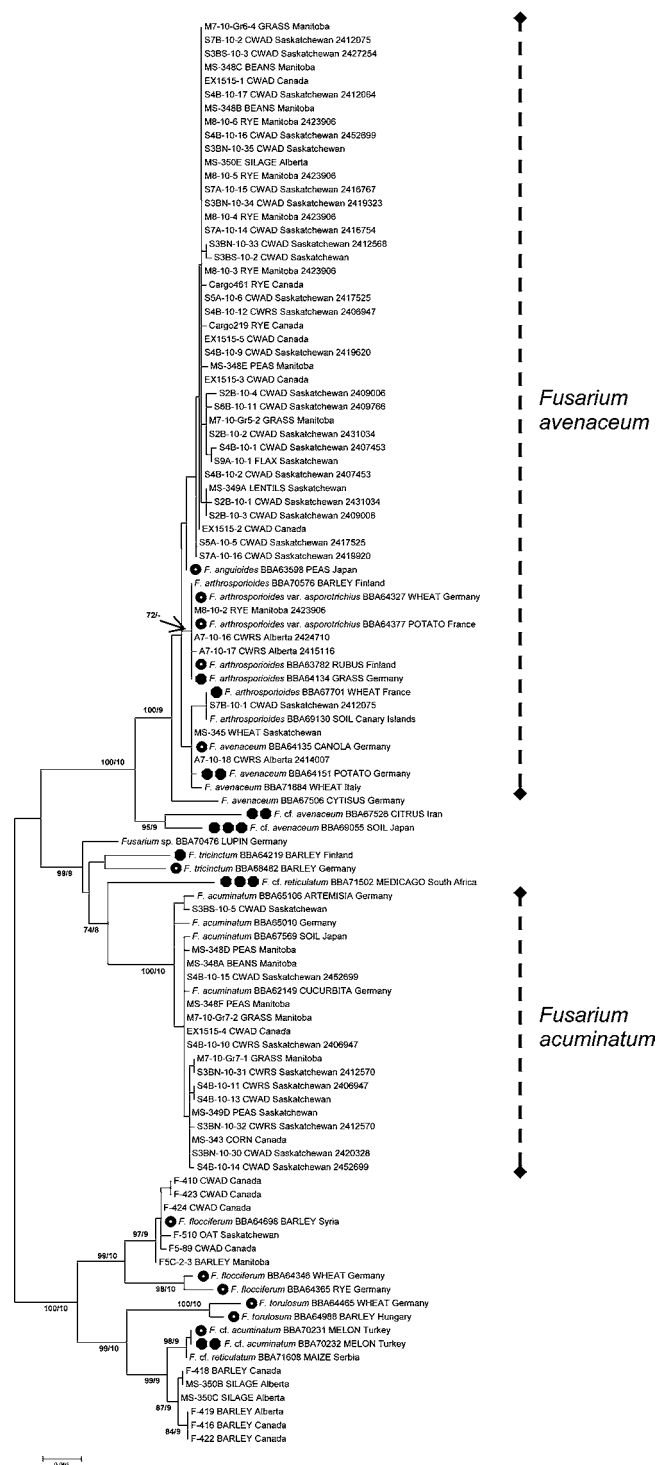 M7-10-Gr6-4 GRASS Manitoba
S7B-10-2 CWAD Saskatchewan 2412075
S3BS-10-3 CWAD Saskatchewan 2427254
MS-348C BEANS Manitoba
EX1515-1 CWAD Canada
S4B-10-17 CWAD Saskatchewan 2412064
MS-348B BEANS Manitoba
M8-10-6 RYE Manitoba 2423906
S4B-10-16 CWAD Saskatchewan 2452699
S3BN-10-35 CWAD Saskatchewan
MS-350E SILAGE Alberta
M8-10-5 RYE Manitoba 2423906
S7A-10-15 CWAD Saskatchewan 2416767
S3BN-10-34 CWAD Saskatchewan 2419323
M8-10-4 RYE Manitoba 2423906
S7A-10-14 CWAD Saskatchewan 2416754
S3BN-10-33 CWAD Saskatchewan 2412568
S3BS-10-2 CWAD Saskatchewan
M8-10-3 RYE Manitoba 2423906
Cargo461 RYE Canada
S5A-10-6 CWAD Saskatchewan 2417525
S4B-10-12 CWRS Saskatchewan 2406947
Cargo219 RYE Canada
EX1515-5 CWAD Canada
S4B-10-9 CWAD Saskatchewan 2419620
MS-348E PEAS Manitoba
EX1515-3 CWAD Canada
S2B-10-4 CWAD Saskatchewan 2409006
S6B-10-11 CWAD Saskatchewan 2409766
M7-10-Gr5-2 GRASS Manitoba
S2B-10-2 CWAD Saskatchewan 2431034
S4B-10-1 CWAD Saskatchewan 2407453
S9A-10-1 FLAX Saskatchewan
S4B-10-2 CWAD Saskatchewan 2407453
MS-349A LENTILS Saskatchewan
S2B-10-1 CWAD Saskatchewan 2431034
S2B-10-3 CWAD Saskatchewan 2409006
EX1515-2 CWAD Canada
S5A-10-5 CWAD Saskatchewan 2417525
S7A-10-16 CWAD Saskatchewan 2419920
F. anguioides BBA63598 PEAS Japan
F. arthrosporioides BBA70576 BARLEY Finland
F. arthrosporioides var. asporotrichius BBA64327 WHEAT Germany
M8-10-2 RYE Manitoba 2423906
72/-
F. arthrosporioides var. asporotrichius BBA64377 POTATO France
A7-10-16 CWRS Alberta 2424710
A7-10-17 CWRS Alberta 2415116
F. arthrosporioides BBA63782 RUBUS Finland
F. arthrosporioides BBA64134 GRASS Germany
F. arthrosporioides BBA67701 WHEAT France
S7B-10-1 CWAD Saskatchewan 2412075
F. arthrosporioides BBA69130 SOIL Canary Islands
MS-345 WHEAT Saskatchewan
100/9
F. avenaceum BBA64135 CANOLA Germany
A7-10-18 CWRS Alberta 2414007
100/10
F. avenaceum BBA64151 POTATO Germany
F. avenaceum BBA71884 WHEAT Italy
F. avenaceum BBA67506 CYTISUS Germany
F. cf. avenaceum BBA67526 CITRUS Iran
95/9
F. cf. avenaceum BBA69055 SOIL Japan
Fusarium sp. BBA70476 LUPIN Germany
F. tricinctum BBA64219 BARLEY Finland
99/9
F. tricinctum BBA68482 BARLEY Germany
F. cf. reticulatum BBA71502 MEDICAGO South Africa
F. acuminatum BBA65106 ARTEMISIA Germany
S3BS-10-5 CWAD Saskatchewan
F. acuminatum BBA65010 Germany
74/8
F. acuminatum BBA67569 SOIL Japan
MS-348D PEAS Manitoba
MS-348A BEANS Manitoba
100/10
S4B-10-15 CWAD Saskatchewan 2452699
F. acuminatum BBA62149 CUCURBITA Germany
MS-348F PEAS Manitoba
M7-10-Gr7-2 GRASS Manitoba
EX1515-4 CWAD Canada
S4B-10-10 CWRS Saskatchewan 2406947
M7-10-Gr7-1 GRASS Manitoba
S3BN-10-31 CWRS Saskatchewan 2412570
S4B-10-11 CWRS Saskatchewan 2406947
S4B-10-13 CWAD Saskatchewan
MS-349D PEAS Saskatchewan
S3BN-10-32 CWRS Saskatchewan 2412570
MS-343 CORN Canada
S3BN-10-30 CWAD Saskatchewan 2420328
S4B-10-14 CWAD Saskatchewan 2452699
F-410 CWAD Canada
F-423 CWAD Canada
F-424 CWAD Canada
F. flocciferum BBA64698 BARLEY Syria
97/9
F-510 OAT Saskatchewan
F5-89 CWAD Canada
99/10
F5C-2-3 BARLEY Manitoba
F. flocciferum BBA64346 WHEAT Germany
98/10
F. flocciferum BBA64365 RYE Germany
100/10
100/10
F. torulosum BBA64465 WHEAT Germany
F. torulosum BBA64988 BARLEY Hungary
F. cf. acuminatum BBA70231 MELON Turkey
99/10
98/9
F. cf. acuminatum BBA70232 MELON Turkey
F. cf. reticulatum BBA71608 MAIZE Serbia
F-418 BARLEY Canada
99/9
MS-350B SILAGE Alberta
MS-350C SILAGE Alberta
87/9
F-419 BARLEY Alberta
F-416 BARLEY Canada
84/9
F-422 BARLEY Canada
Fusarium
avenaceum
Fusarium
acuminatum